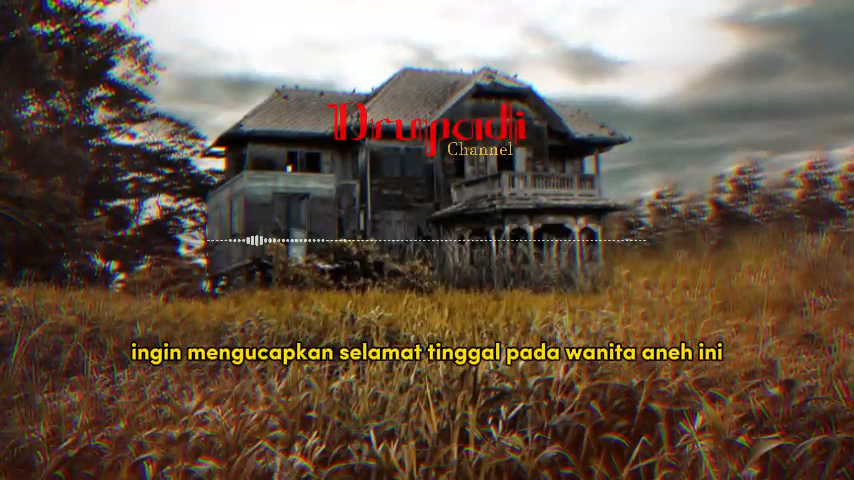 Drupadi
Channel
ingin mengucapkan selamat tinggal pada wanita aneh ini